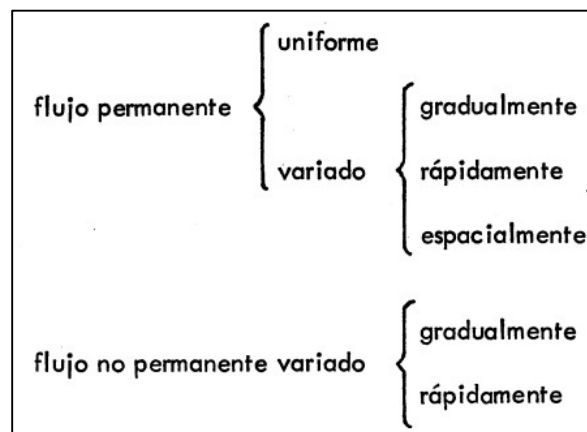 uniforme
flujo permanente
gradualmente
variado
rápidamente
espacialmente
gradualmente
flujo no permanente variado
rápidamente